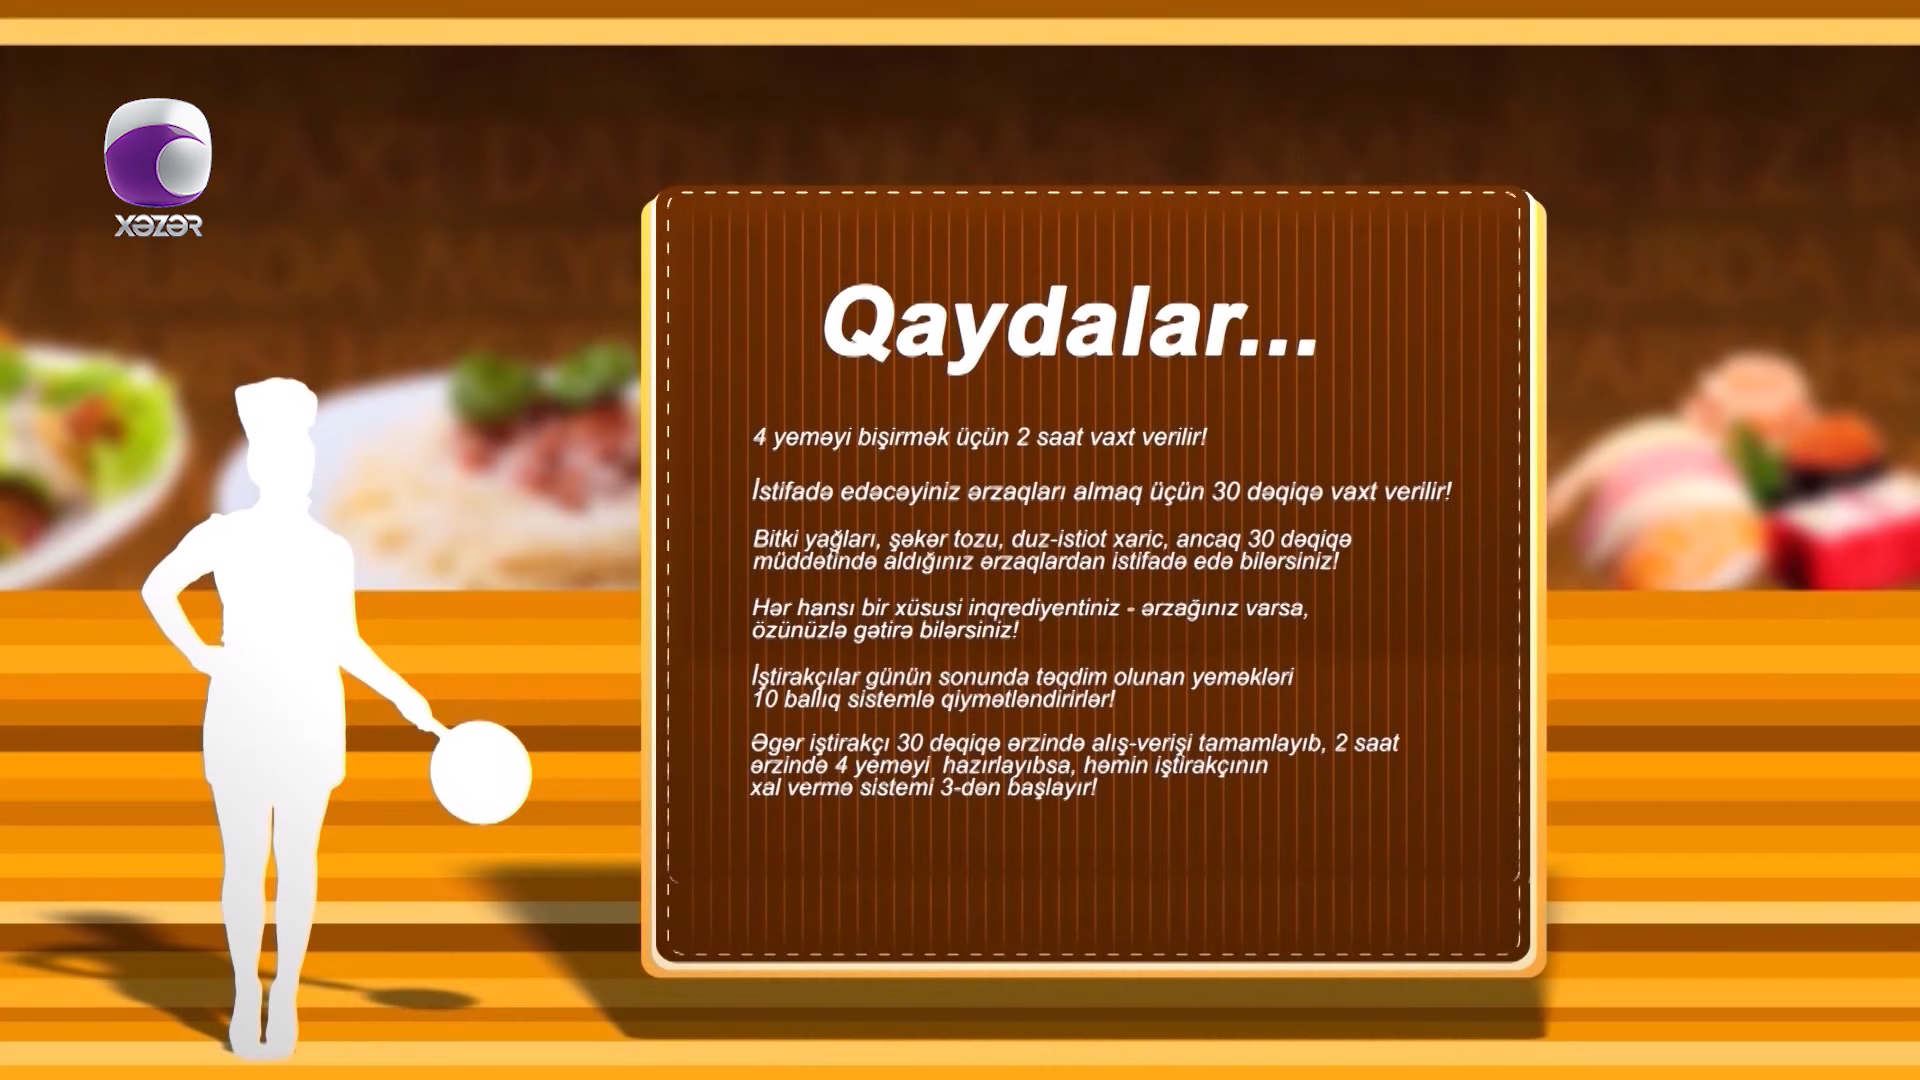 XƏZƏR
Qaydalar...
4 yeməyi bişirmək üçün 2 saat vaxt verilir!
İstifadə edəcəyiniz ərzaqları almaq üçün 30 dəqiqə vaxt verilir!
Bitki yağları, şəkər tozu, duz-istiot xaric, ancaq 30 dəqiqə
müddətində aldığınız ərzaqlardan istifadə edə bilərsiniz!
Hər hansı bir xüsusi inqrediyentiniz - ərzağınız varsa,
özünüzlə gətirə bilərsiniz!
İştirakçılar günün sonunda təqdim olunan yeməkləri
10 ballıq sistemlə qiymətləndirirlər!
Əgər iştirakçı 30 dəqiqə ərzində alış-verişi tamamlayıb, 2 saat
ərzində 4 yeməyi hazırlayıbsa, həmin iştirakçının
xal vermə sistemi 3-dən başlayır!